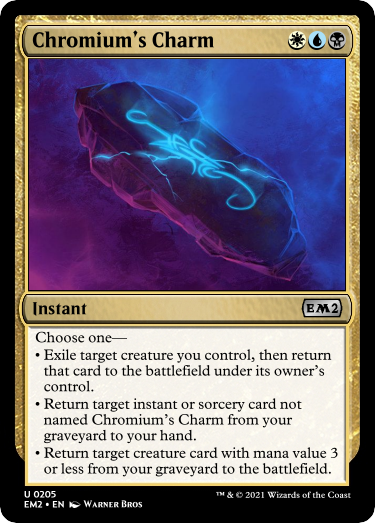 Chromium's Charm
Instant
EM2
Choose one—
• Exile target creature you control, then return
that card to the battlefield under its owner's
control.
• Return target instant or sorcery card not
named Chromium's Charm from your
graveyard to your hand.
• Return target creature card with mana value 3
or less from your graveyard to the battlefield.
U 0205
EM2 • EN Warner Bros
™ & © 2021 Wizards of the Coast